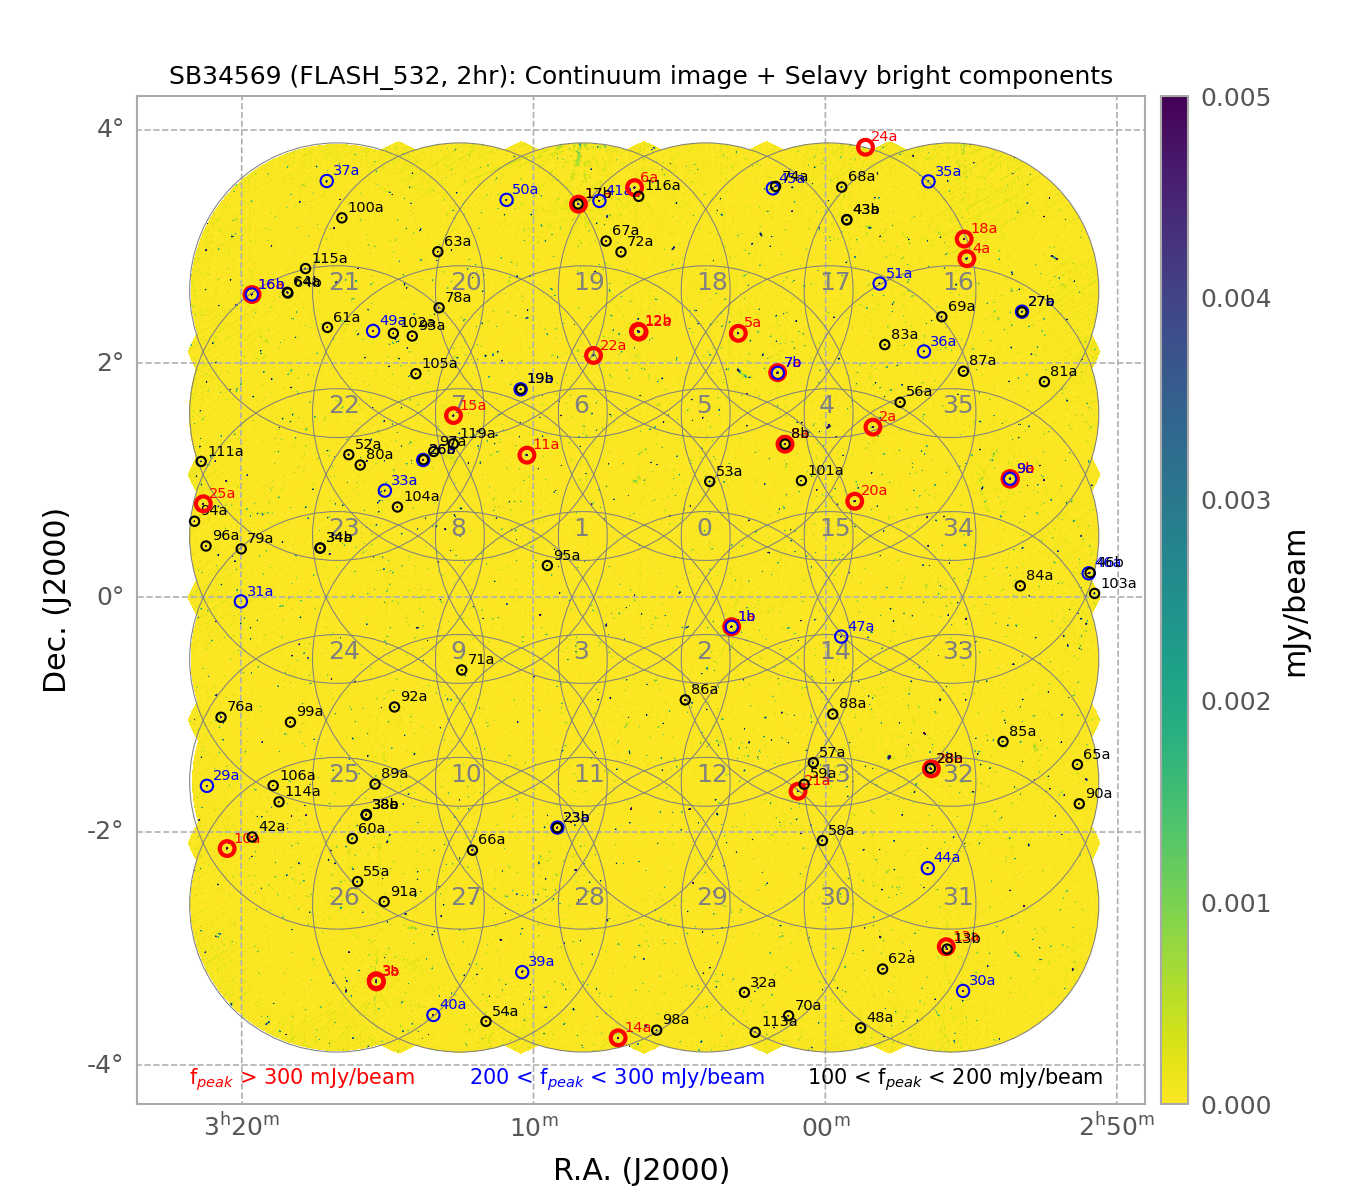 SB34569 (FLASH_532, 2hr): Continuum image + Selavy bright components
0.005
4°
24a
37a
6a
74a
68a
35a
50a
17b
41a
116a
100a
43b
67a
72a
18a
63a
4a
115a
21
20
19
18
17
51a
16
16b
64b
78a
27b
0.004
61a
49a
102a
93a
12b
5a
69a
83a
36a
22a
2°
105a
7b
87a
81a
19b
22
7
6
5
4
56a
35
15a
2a
119a
97a
26b
52a
80a
11a
8b
111a
53a
101a
9b
33a
0.003
25a
104a
20a
94a
23
8
1
0
15
34
96a
79a
34b
95a
46b
84a
103a
0°
31a
1b
47a
24
9
3
2
14
33
71a
mJy/beam
Dec. (J2000)
86a
92a
76a
99a
88a
0.002
85a
57a
28b
65a
29a
106a
25
89a
10
11
12
59a
13
32
21a
114a
90a
38b
42a
60a
23b
10a
66a
58a
44a
55a
26
91a
27
28
29
30
31
0.001
13b
62a
3b
39a
32a
30a
40a
54a
98a
70a
14a
113a
48a
-4°
-2°
f_peak > 300 mJy/beam
200 < f_peak < 300 mJy/beam
100 < f_peak < 200 mJy/beam
0.000
3h20m
10m
00m
2h50m
R.A. (J2000)